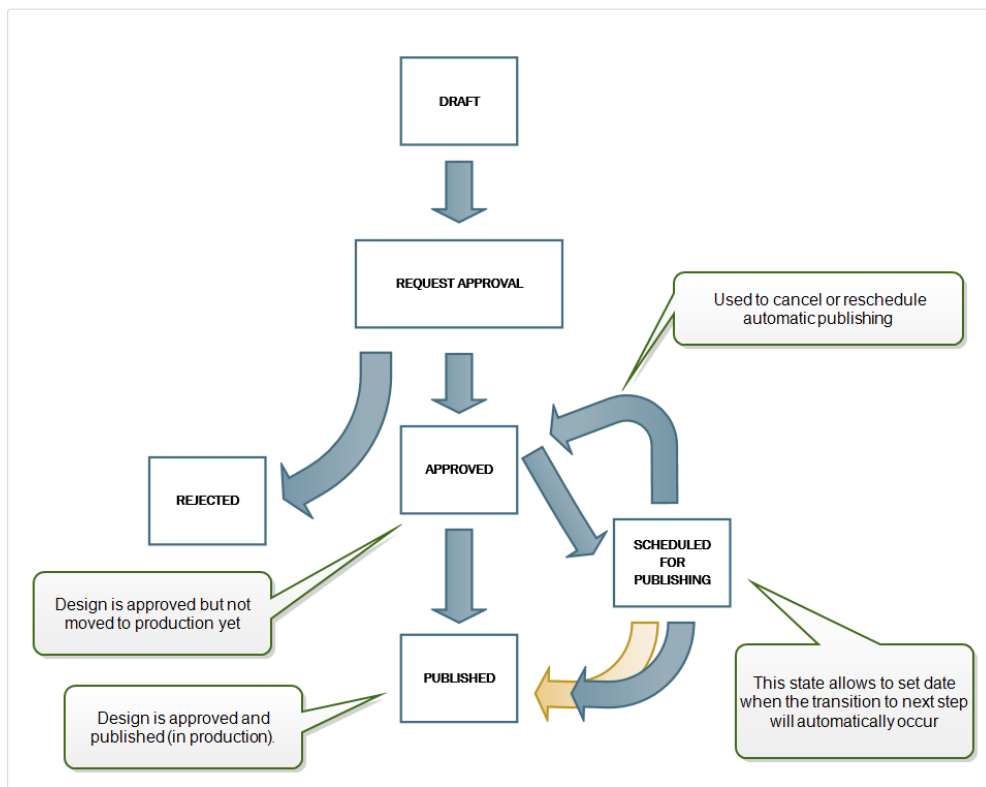 DRAFT
REQUEST APPROVAL
Used to cancel or reschedule
automatic publishing
APPROVED
REJECTED
SCHEDULED
FOR
PUBLISHING
Design is approved but not
moved to production yet
PUBLISHED
This state allows to set date
when the transition to next step
will automatically occur
Design is approved and
published (in production).